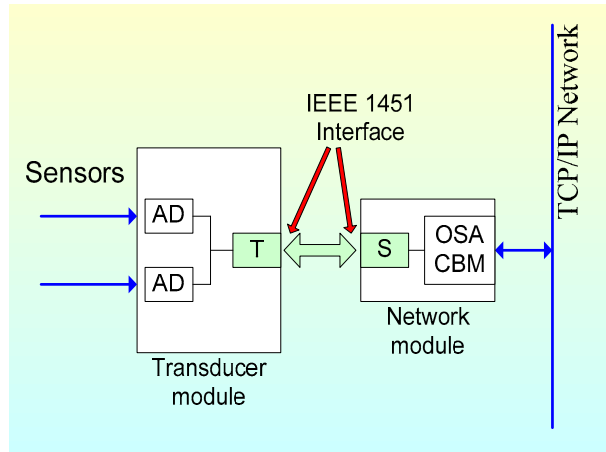 IEEE 1451
Interface
TCP/IP Network
Sensors
AD
AD
T
S
OSA
CBM
Transducer
module
Network
module